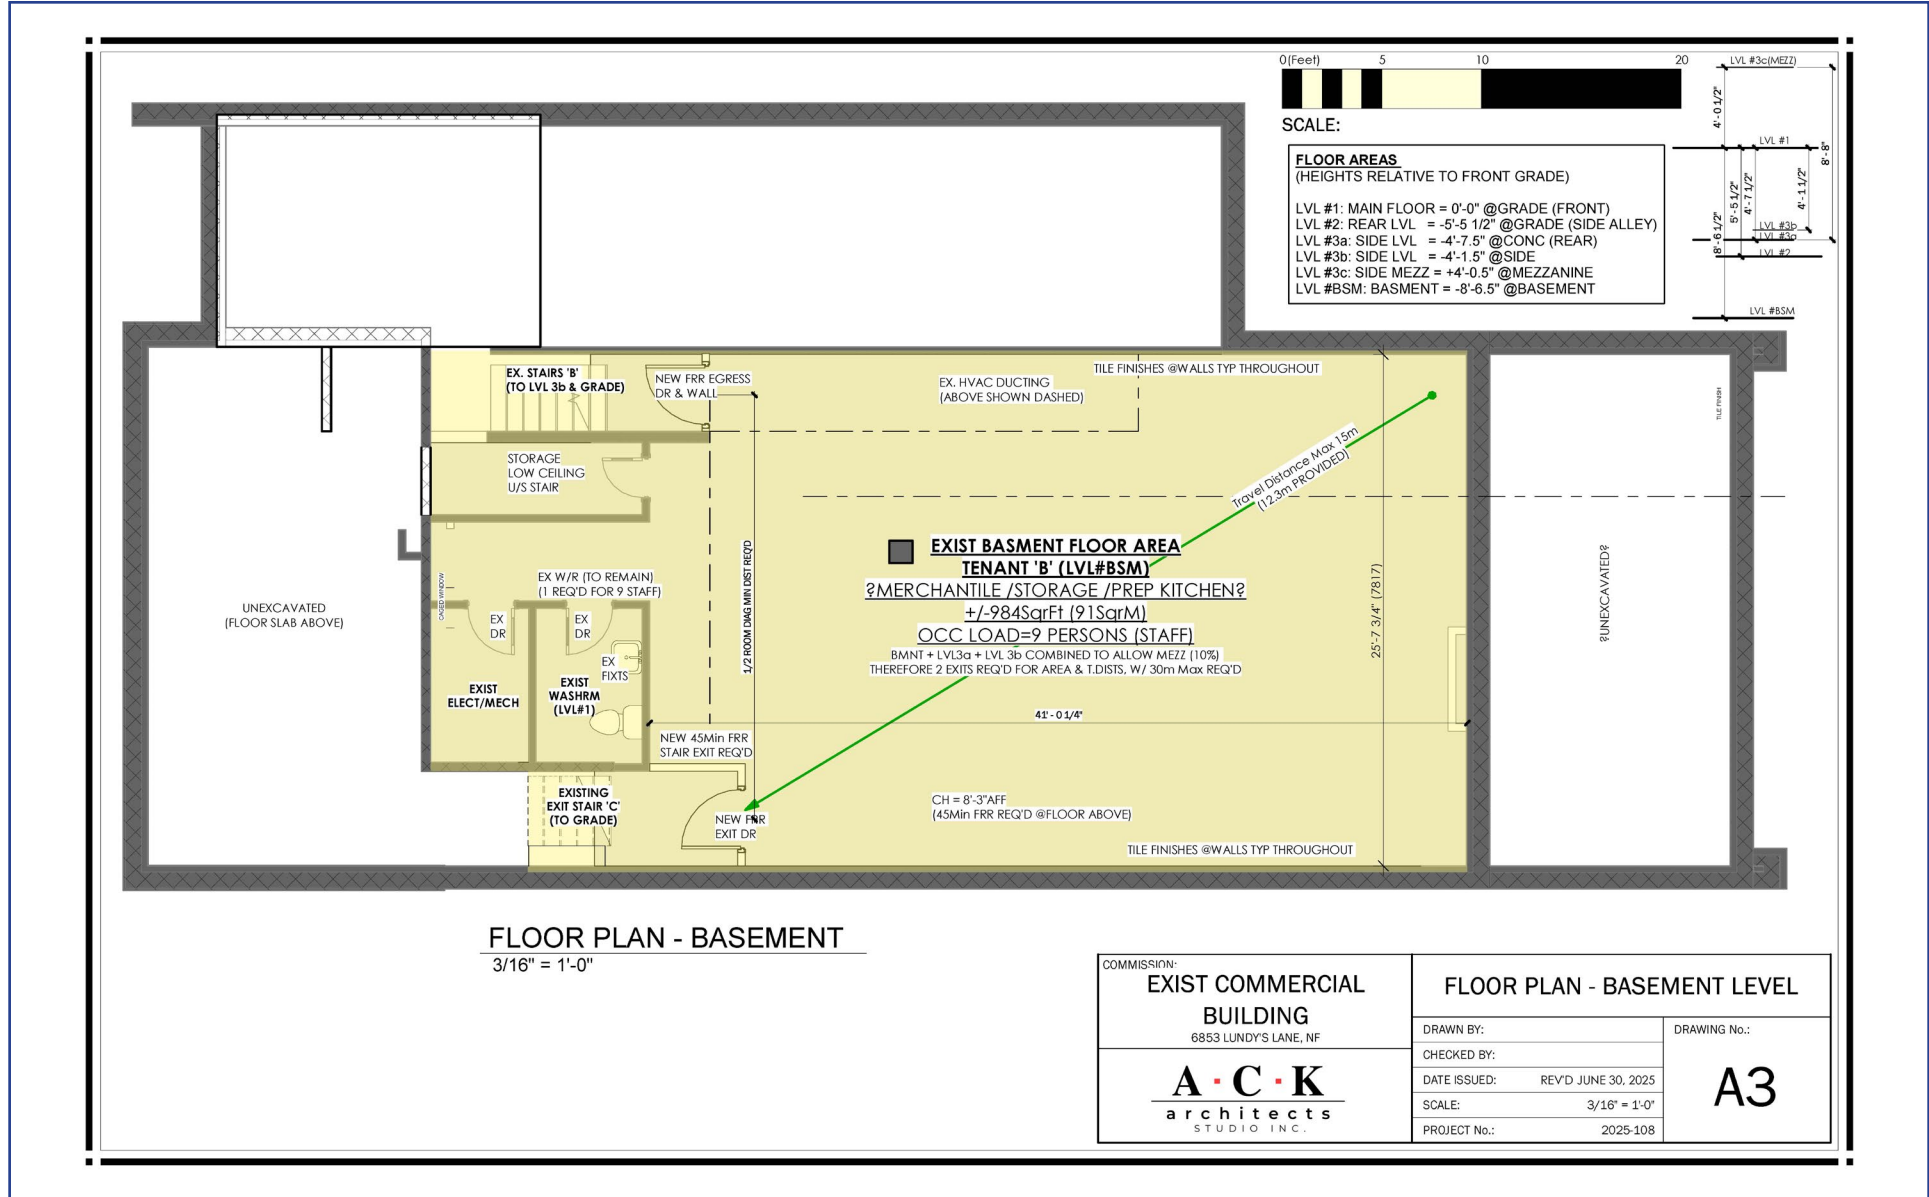 0(Feet) 5 10 20
SCALE:
LVL #3c(MEZZ)
4'-0 1/2"
LVL #1
8'-8"
5'-5 1/2"
4'-7 1/2"
4'-1 1/2"
8'-6 1/2"
LVL #3b
LVL #3a
LVL #2
LVL #BSM
FLOOR AREAS
(HEIGHTS RELATIVE TO FRONT GRADE)
LVL #1: MAIN FLOOR = 0'-0" @GRADE (FRONT)
LVL #2: REAR LVL = -5'-5 1/2" @GRADE (SIDE ALLEY)
LVL #3a: SIDE LVL = -4'-7.5" @CONC (REAR)
LVL #3b: SIDE LVL = -4'-1.5" @SIDE
LVL #3c: SIDE MEZZ = +4'-0.5" @MEZZANINE
LVL #BSM: BASMENT = -8'-6.5" @BASEMENT
EX. STAIRS 'B'
(TO LVL 3b & GRADE)
NEW FRR EGRESS
DR & WALL
EX. HVAC DUCTING
(ABOVE SHOWN DASHED)
TILE FINISHES @WALLS TYP THROUGHOUT
TILE FINISH
STORAGE
LOW CEILING
U/S STAIR
Travel Distance Max 15m
(12.3m PROVIDED)
1/2 ROOM DIAG MIN DIST REQ'D
EXIST BASMENT FLOOR AREA
TENANT 'B' (LVL#BSM)
?MERCHANTILE /STORAGE /PREP KITCHEN?
+/-984SqrFt (91SqrM)
OCC LOAD=9 PERSONS (STAFF)
BMNT + LVL3a + LVL 3b COMBINED TO ALLOW MEZZ (10%)
THEREFORE 2 EXITS REQ'D FOR AREA & T.DISTS, W/ 30m Max REQ'D
25'-7 3/4" (7817)
?UNEXCAVATED?
UNEXCAVATED
(FLOOR SLAB ABOVE)
CAGED WINDOW
EX W/R (TO REMAIN)
(1 REQ'D FOR 9 STAFF)
EX
DR
EX
DR
EX
FIXTS
EXIST
ELECT/MECH
EXIST
WASHRM
(LVL#1)
41'-0 1/4"
NEW 45Min FRR
STAIR EXIT REQ'D
EXISTING
EXIT STAIR 'C'
(TO GRADE)
NEW FRR
EXIT DR
CH = 8'-3"AFF
(45Min FRR REQ'D @FLOOR ABOVE)
TILE FINISHES @WALLS TYP THROUGHOUT
FLOOR PLAN - BASEMENT
3/16" = 1'-0"
COMMISSION:
EXIST COMMERCIAL
BUILDING
6853 LUNDY'S LANE, NF
A·C·K
architects
STUDIO INC.
FLOOR PLAN - BASEMENT LEVEL
DRAWN BY:
CHECKED BY:
DATE ISSUED: REV'D JUNE 30, 2025
SCALE: 3/16" = 1'-0"
PROJECT No.: 2025-108
DRAWING No.:
A3